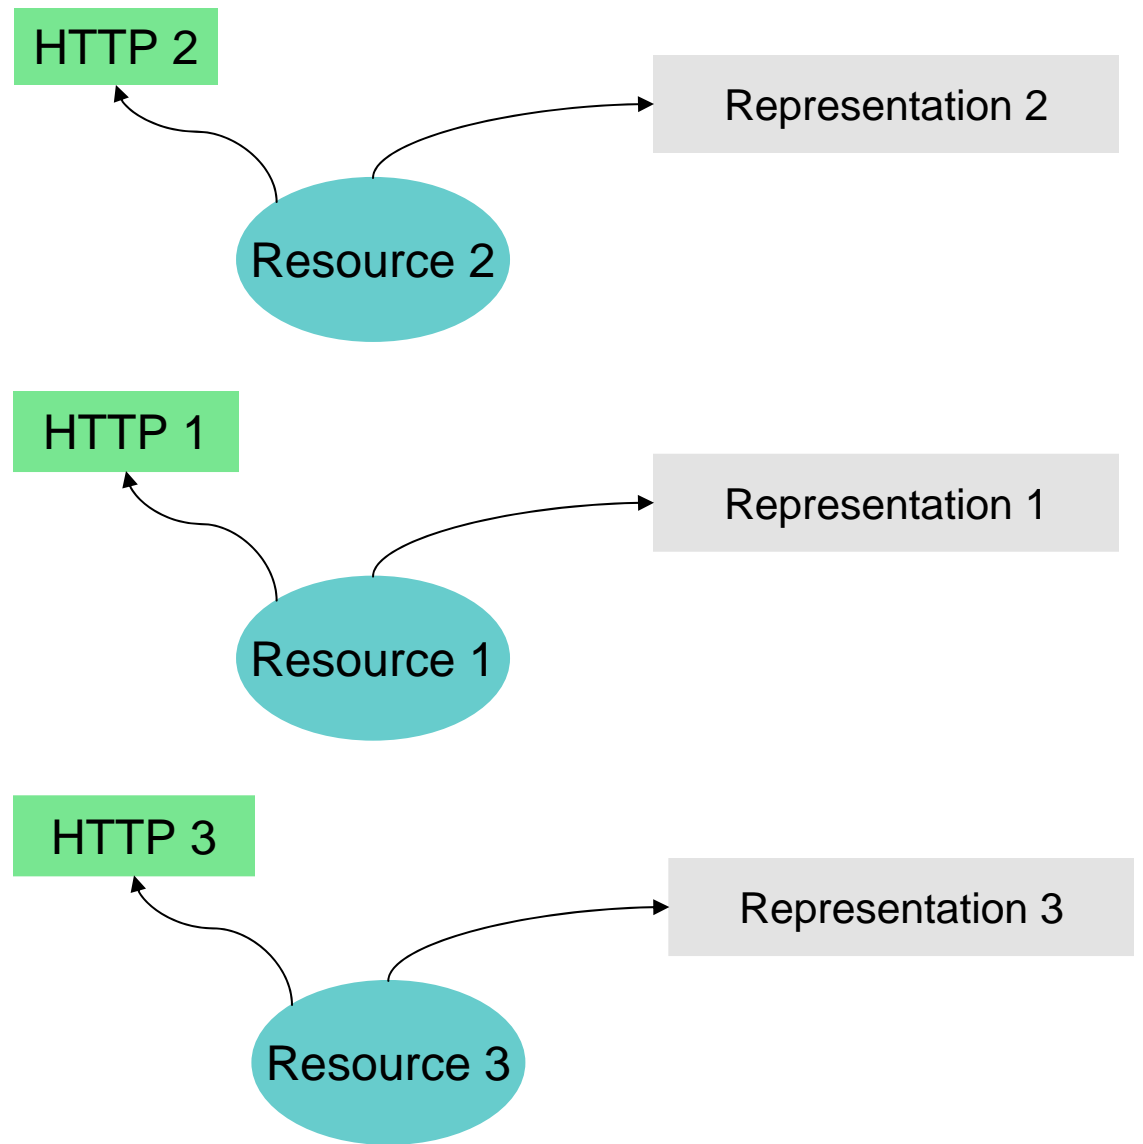 HTTP 2
Representation 2
Resource 2
HTTP 1
Representation 1
Resource 1
HTTP 3
Representation 3
Resource 3